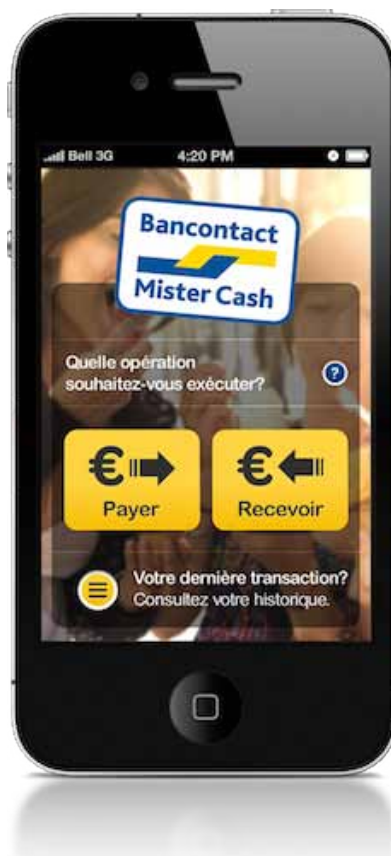 Bell 3G 4:20 PM
Bancontact
Mister Cash
Quelle opération
souhaitez-vous exécuter?
?
€ €
Payer Recevoir
Votre dernière transaction?
Consultez votre historique.